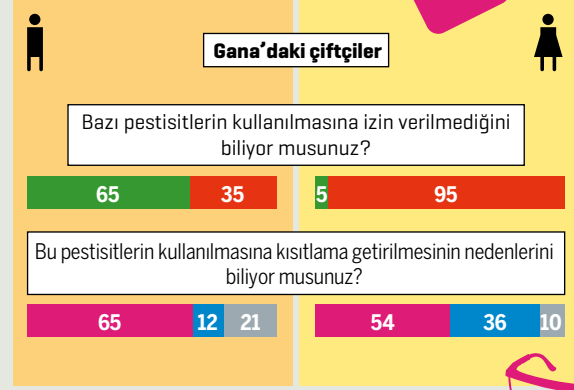 Gana’daki çiftçiler
Bazı pestisitlerin kullanılmasına izin verilmediğini
biliyor musunuz?
65 35 5 95
Bu pestisitlerin kullanılmasına kısıtlama getirilmesinin nedenlerini
biliyor musunuz?
65 12 21 54 36 10